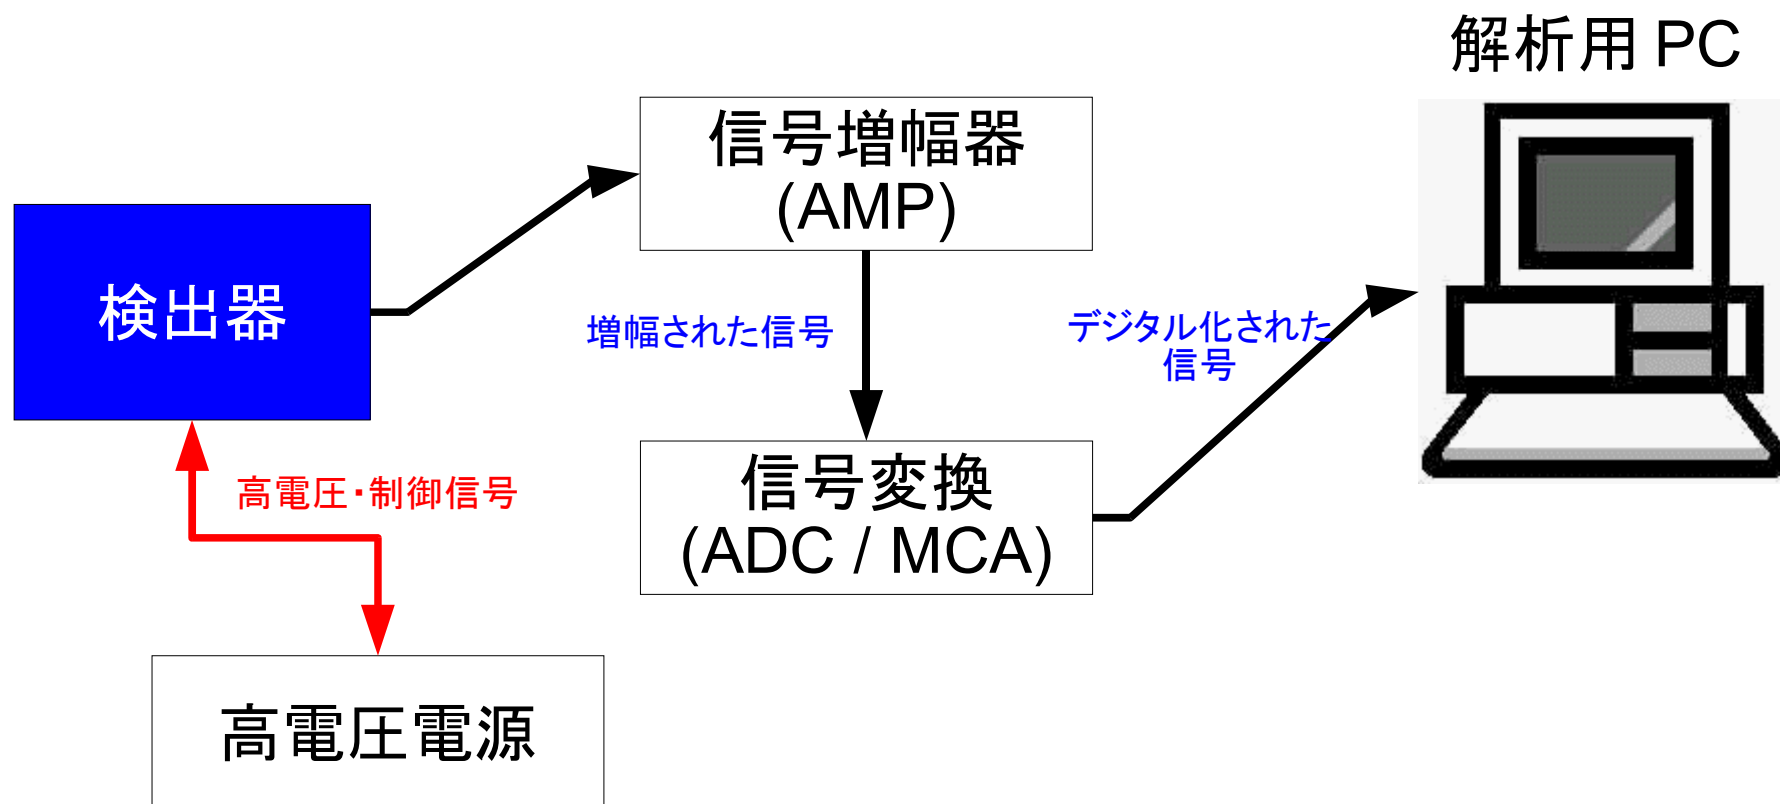 解析用 PC
信号増幅器
(AMP)
検出器
増幅された信号
デジタル化された
信号
高電圧・制御信号
信号変換
(ADC / MCA)
高電圧電源